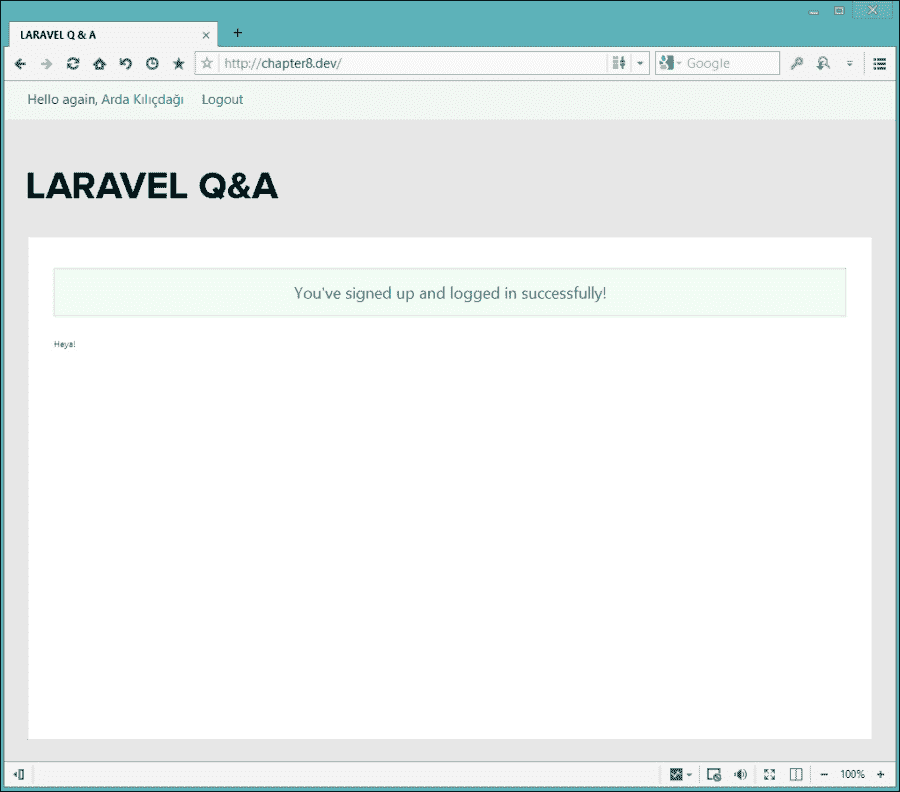 LARAVEL Q & A
http://chapter8.dev/
Google
Hello again, Arda Kılıçdağı Logout
LARAVEL Q&A
You've signed up and logged in successfully!
Heya!
100%